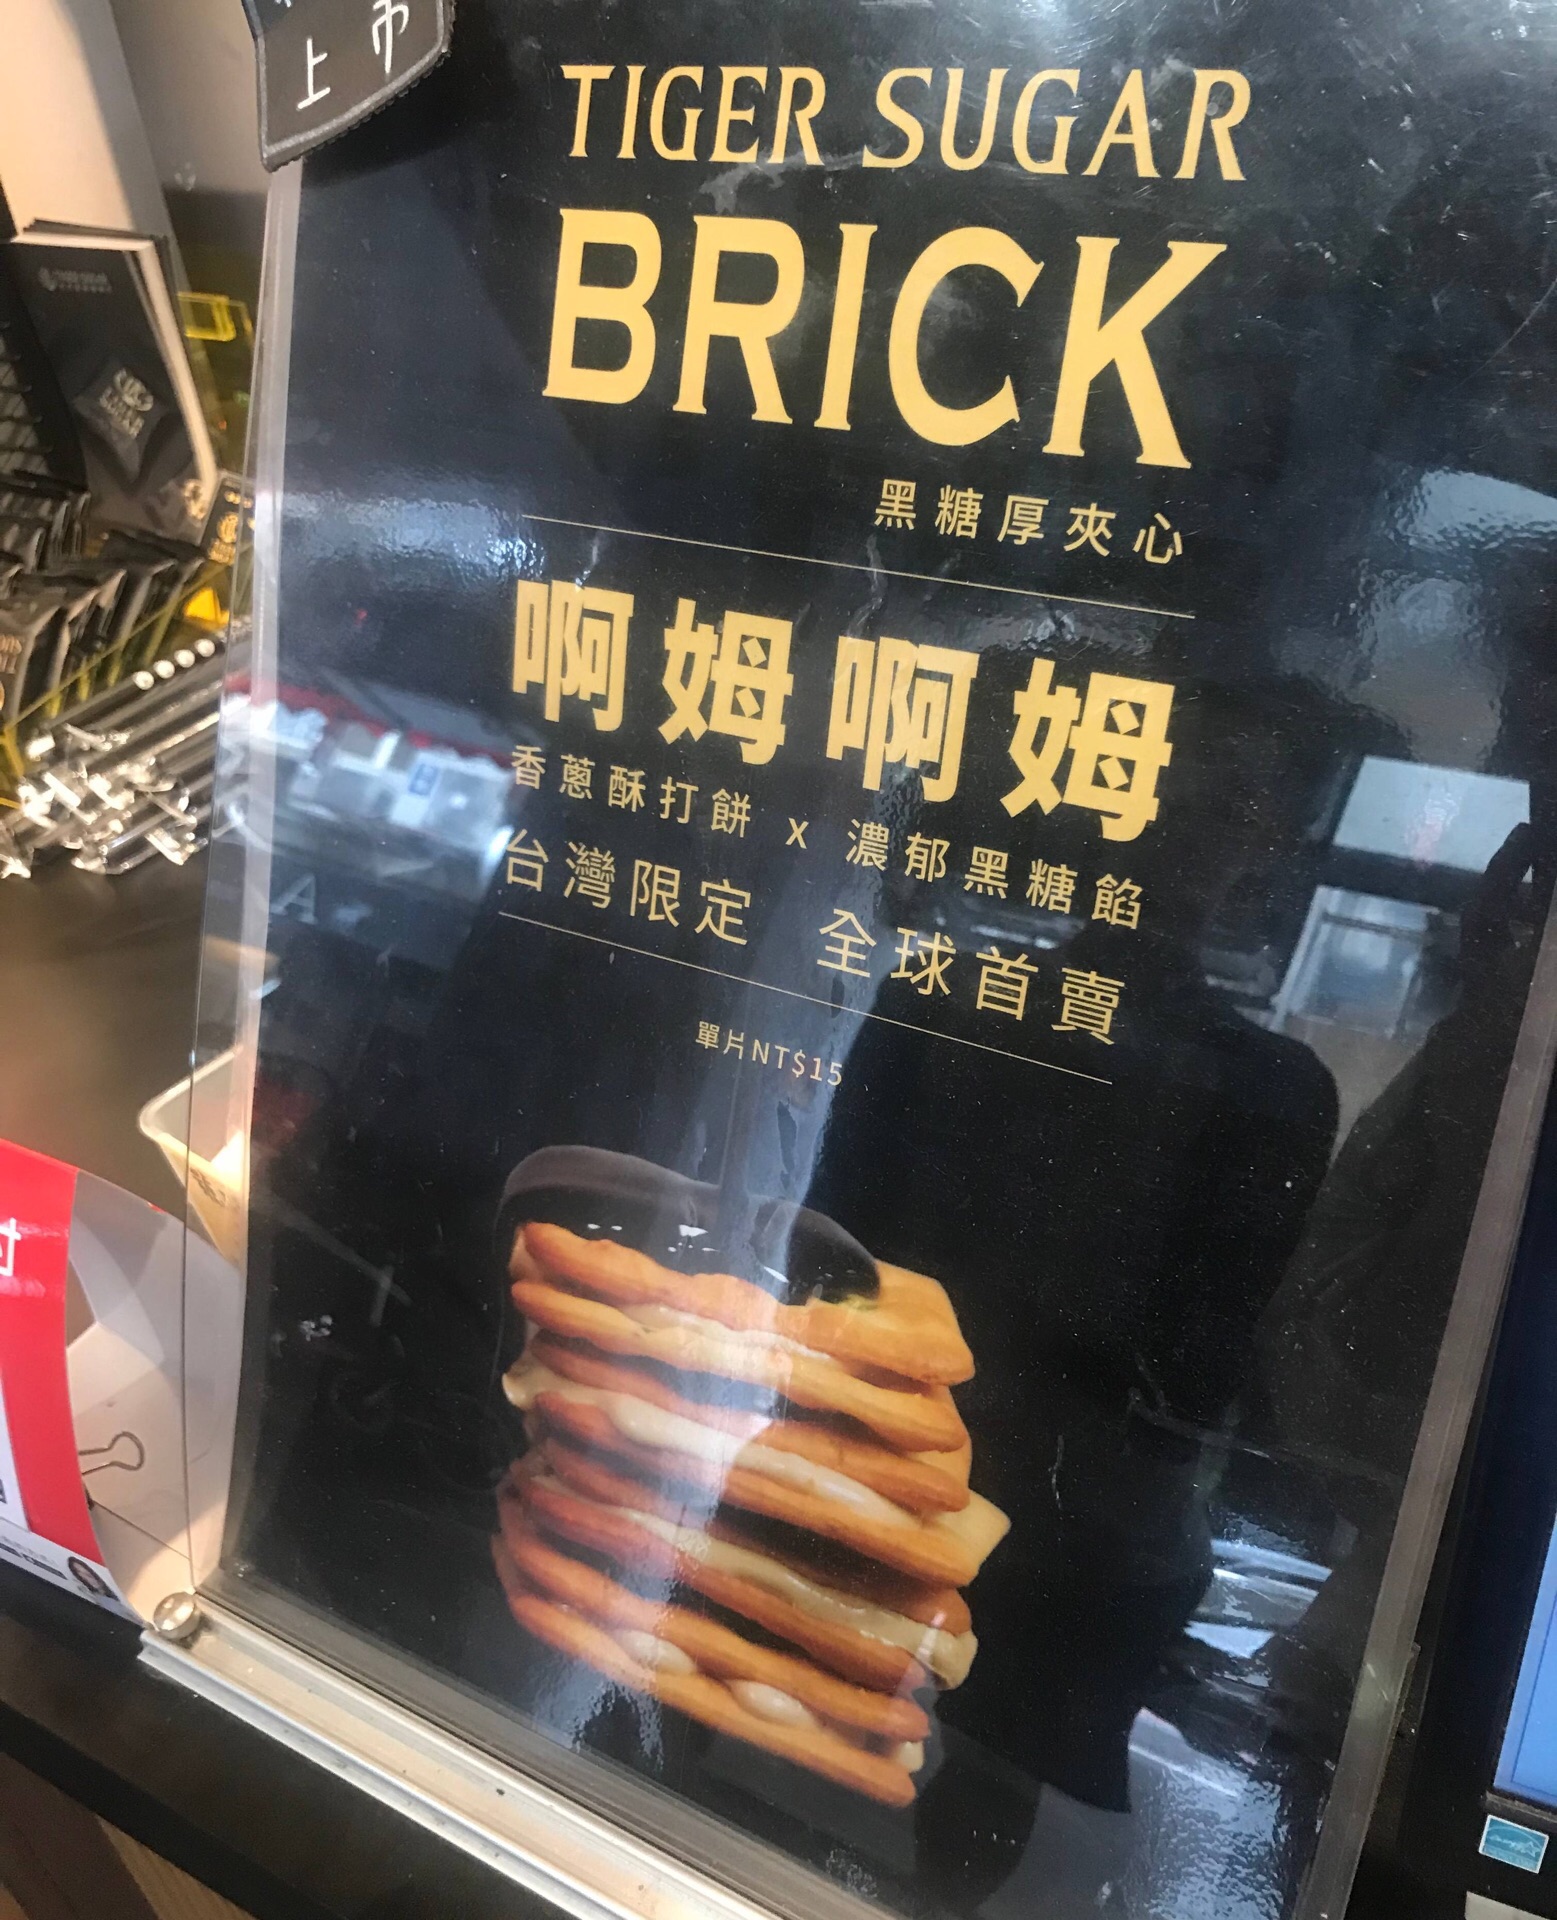 上市
TIGER SUGAR
BRICK
黑糖厚夾心
啊姆啊姆
香蔥酥打餅 x 濃郁黑糖餡
台灣限定 全球首賣
單片NT$15
付